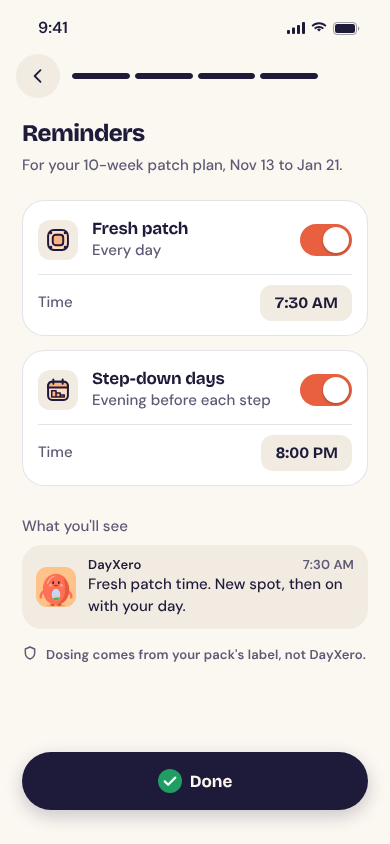 9:41
Reminders
For your 10-week patch plan, Nov 13 to Jan 21.
Fresh patch
Every day
Time
7:30 AM
Step-down days
Evening before each step
Time
8:00 PM
What you'll see
DayXero
7:30 AM
Fresh patch time. New spot, then on
with your day.
Dosing comes from your pack's label, not DayXero.
Done